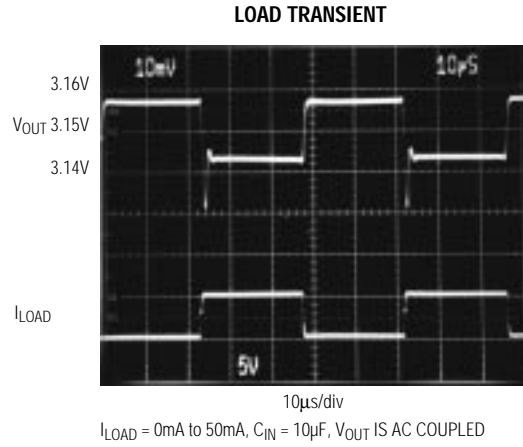 LOAD TRANSIENT
10mV 10µS
3.16V
VOUT 3.15V
3.14V
ILOAD
5V
10µs/div
ILOAD = 0mA to 50mA, CIN = 10µF, VOUT IS AC COUPLED